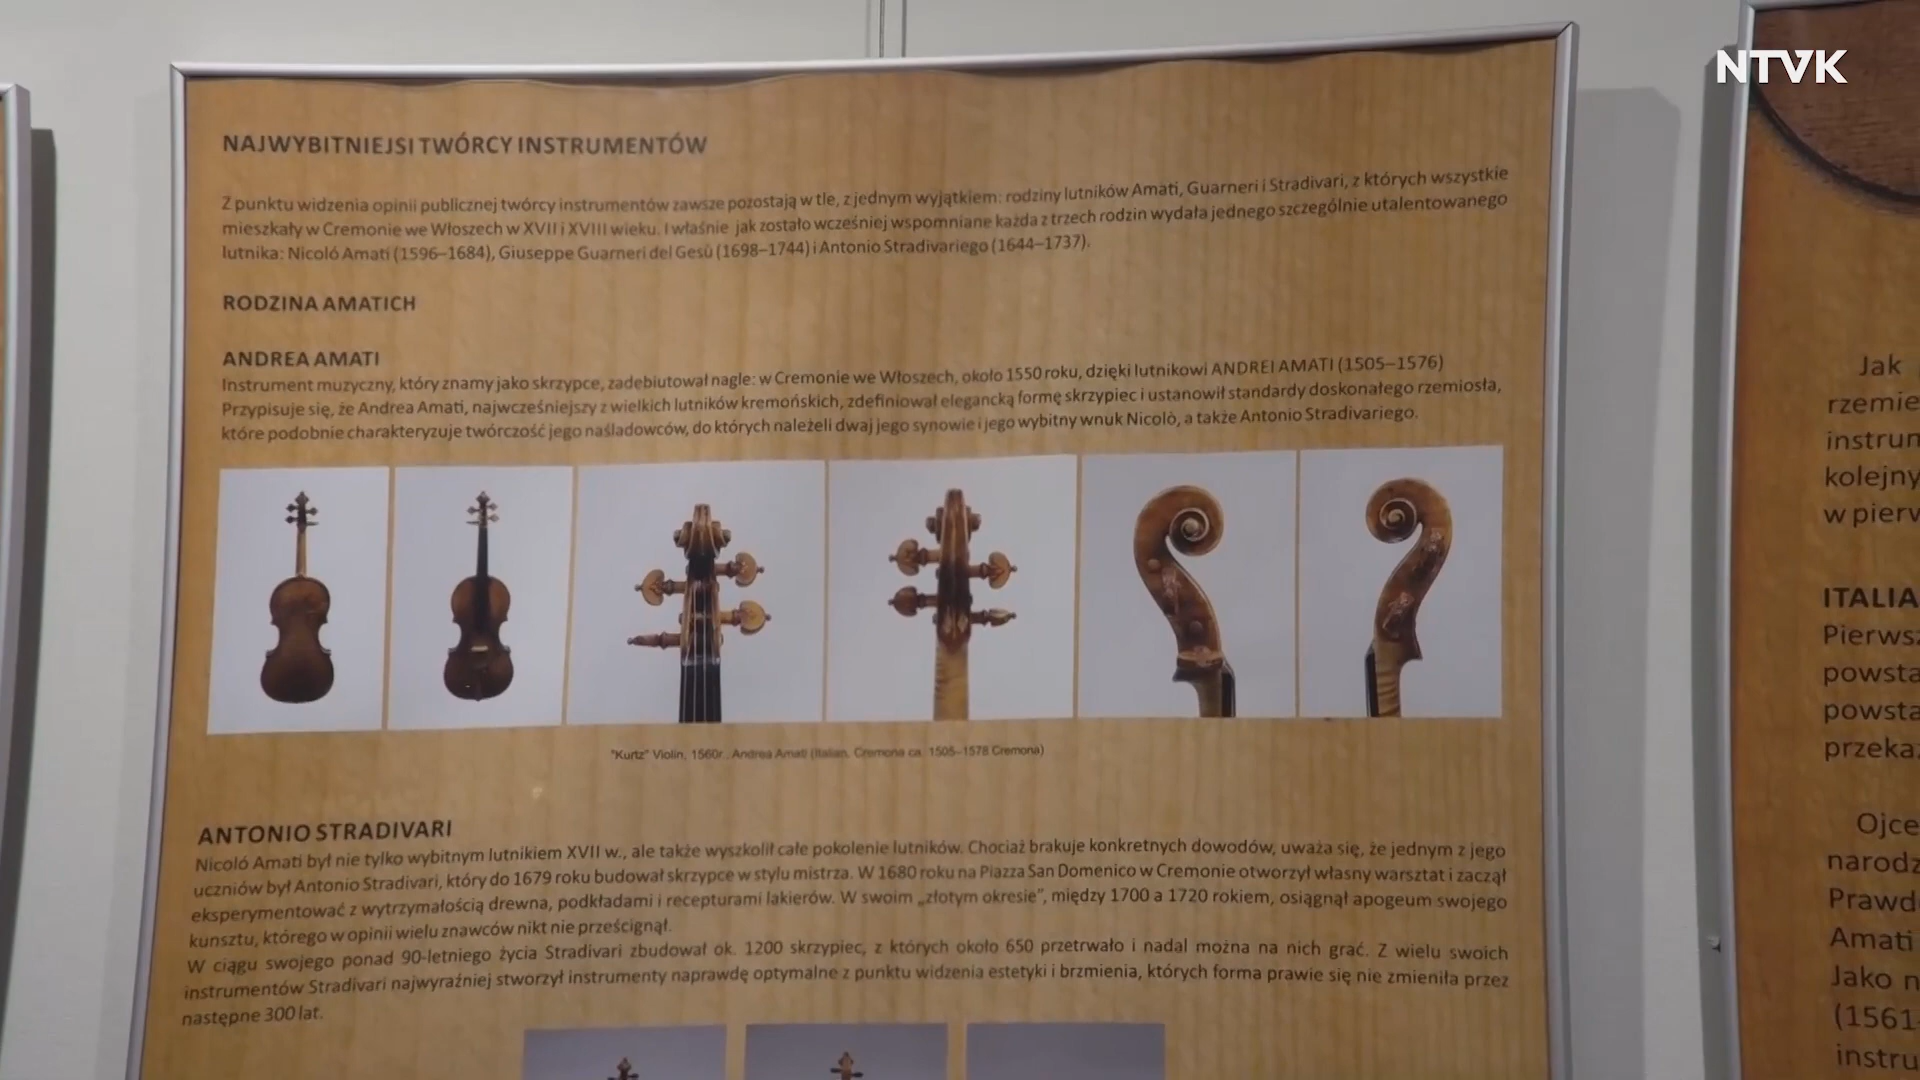 NTVK
NAJWYBITNIEJSI TWÓRCY INSTRUMENTÓW
Z punktu widzenia opinii publicznej twórcy instrumentów zawsze pozostają w tle, z jednym wyjątkiem: rodziny lutników Amati, Guarneri i Stradivari, z których wszystkie
mieszkały w Cremonie we Włoszech w XVII i XVIII wieku. I właśnie jak zostało wcześniej wspomniane każda z trzech rodzin wydała jednego szczególnie utalentowanego
lutnika: Nicoló Amati (1596–1684), Giuseppe Guarneri del Gesù (1698–1744) i Antonio Stradivariego (1644–1737).
RODZINA AMATICH
ANDREA AMATI
Instrument muzyczny, który znamy jako skrzypce, zadebiutował nagle: w Cremonie we Włoszech, około 1550 roku, dzięki lutnikowi ANDREI AMATI (1505–1576)
Przypisuje się, że Andrea Amati, najwcześniejszy z wielkich lutników kremońskich, zdefiniował elegancką formę skrzypiec i ustanowił standardy doskonałego rzemiosła,
które podobnie charakteryzuje twórczość jego naśladowców, do których należeli dwaj jego synowie i jego wybitny wnuk Nicolò, a także Antonio Stradivariego.
"Kurtz" Violin, 1560r., Andrea Amati (Italian, Cremona ca. 1505–1578 Cremona)
ANTONIO STRADIVARI
Nicoló Amati był nie tylko wybitnym lutnikiem XVII w., ale także wyszkolił całe pokolenie lutników. Chociaż brakuje konkretnych dowodów, uważa się, że jednym z jego
uczniów był Antonio Stradivari, który do 1679 roku budował skrzypce w stylu mistrza. W 1680 roku na Piazza San Domenico w Cremonie otworzył własny warsztat i zaczął
eksperymentować z wytrzymałością drewna, podkładami i recepturami lakierów. W swoim „złotym okresie”, między 1700 a 1720 rokiem, osiągnął apogeum swojego
kunsztu, którego w opinii wielu znawców nikt nie prześcignął.
W ciągu swojego ponad 90-letniego życia Stradivari zbudował ok. 1200 skrzypiec, z których około 650 przetrwało i nadal można na nich grać. Z wielu swoich
instrumentów Stradivari najwyraźniej stworzył instrumenty naprawdę optymalne z punktu widzenia estetyki i brzmienia, których forma prawie się nie zmieniła przez
następne 300 lat.
Jak
rzemie
instrum
kolejny
w pierw
ITALIA
Pierwsz
powsta
powsta
przekaz
Ojce
narodz
Prawd
Amati
Jako n
(1561-
instru